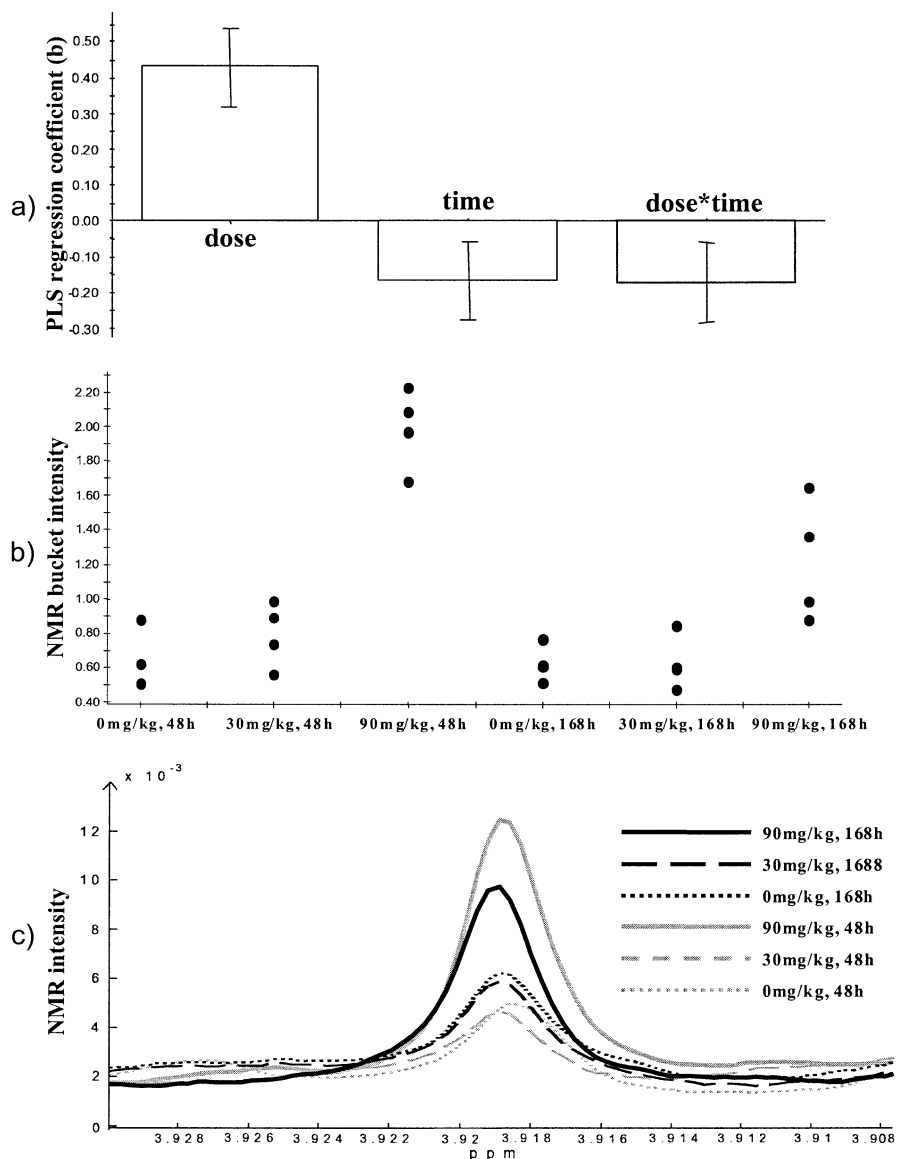 a)
PLS regression coefficient (b)
0.50
0.40
0.30
0.20
0.10
0.00
-0.10
-0.20
-0.30
dose
time
dose*time
b)
NMR bucket intensity
2.20
2.00
1.80
1.60
1.40
1.20
1.00
0.80
0.60
0.40
0mg/kg,48h 30mg/kg,48h 90mg/kg,48h 0mg/kg,168h 30mg/kg,168h 90mg/kg,168h
c)
NMR intensity
x 10-3
12
10
8
6
4
2
0
90mg/kg, 168h
30mg/kg, 1688
0mg/kg, 168h
90mg/kg, 48h
30mg/kg, 48h
0mg/kg, 48h
3.928 3.926 3.924 3.922 3.92 3.918 3.916 3.914 3.912 3.91 3.908
ppm